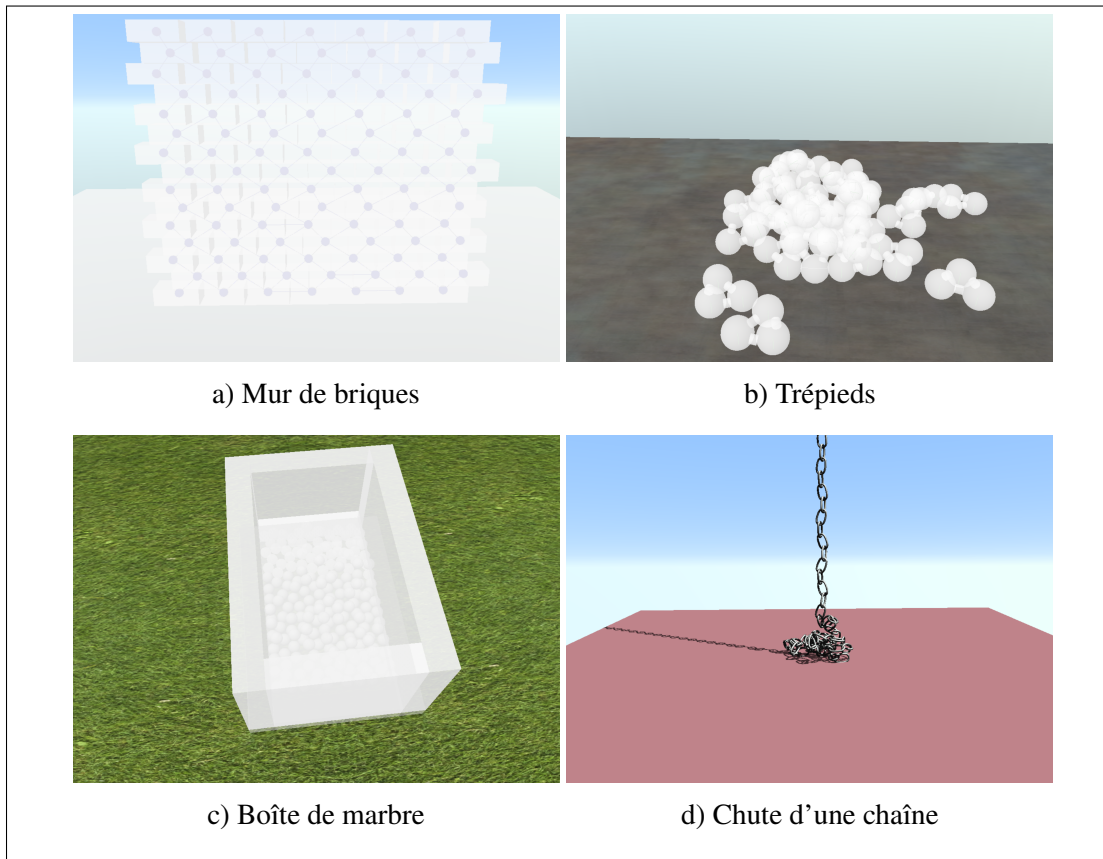 a) Mur de briques
b) Trépieds
c) Boîte de marbre
d) Chute d'une chaîne